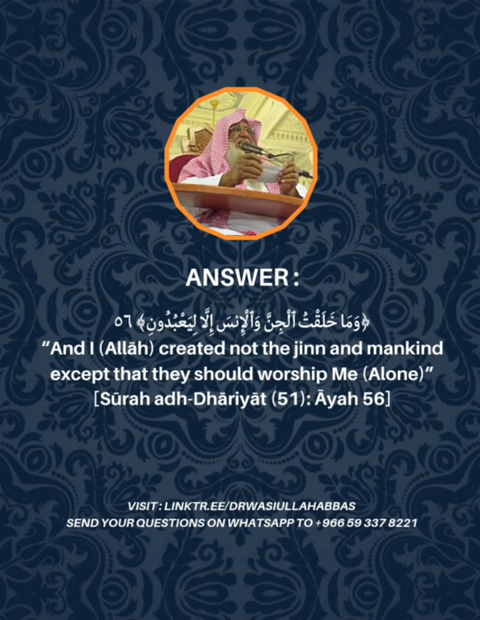 ANSWER :
﴿وَمَا خَلَقْتُ ٱلْجِنَّ وَٱلْإِنسَ إِلَّا لِيَعْبُدُونِ﴾ ٥٦
“And I (Allāh) created not the jinn and mankind
except that they should worship Me (Alone)”
[Sūrah adh-Dhāriyāt (51): Āyah 56]
VISIT : LINKTR.EE/DRWASIULLAHABBAS
SEND YOUR QUESTIONS ON WHATSAPP TO +966 59 337 8221